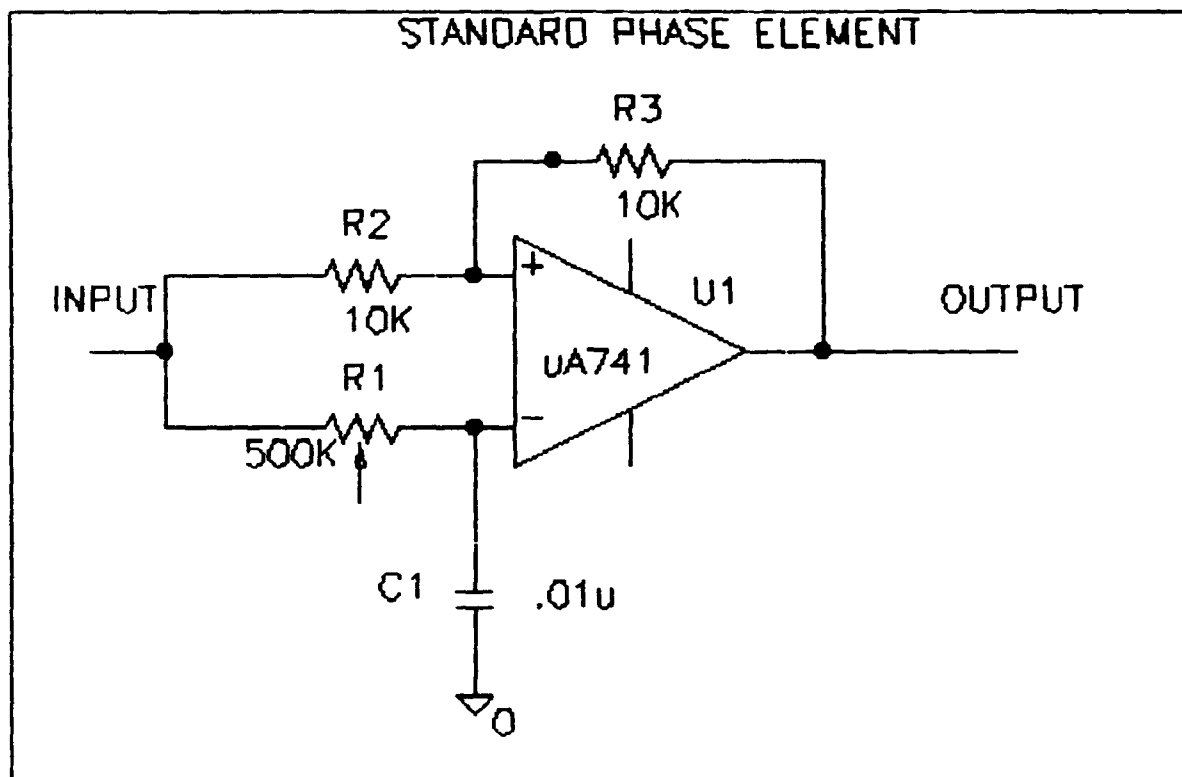 STANDARD PHASE ELEMENT
R3
10K
R2
10K
+
U1
INPUT
OUTPUT
uA741
R1
500K
-
C1
.01u
0